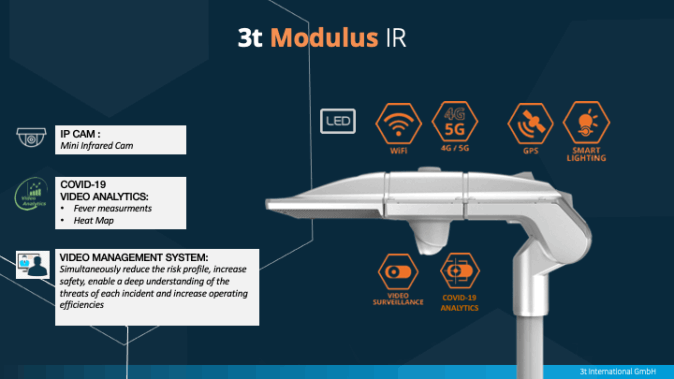 3t Modulus IR
LED
WiFi
4G
5G
4G / 5G
GPS
SMART
LIGHTING
IP CAM :
Mini Infrared Cam
Video
Analytics
COVID-19
VIDEO ANALYTICS:
• Fever measurments
• Heat Map
VIDEO MANAGEMENT SYSTEM:
Simultaneously reduce the risk profile, increase
safety, enable a deep understanding of the
threats of each incident and increase operating
efficiencies
VIDEO
SURVEILLANCE
COVID-19
ANALYTICS
3t International GmbH